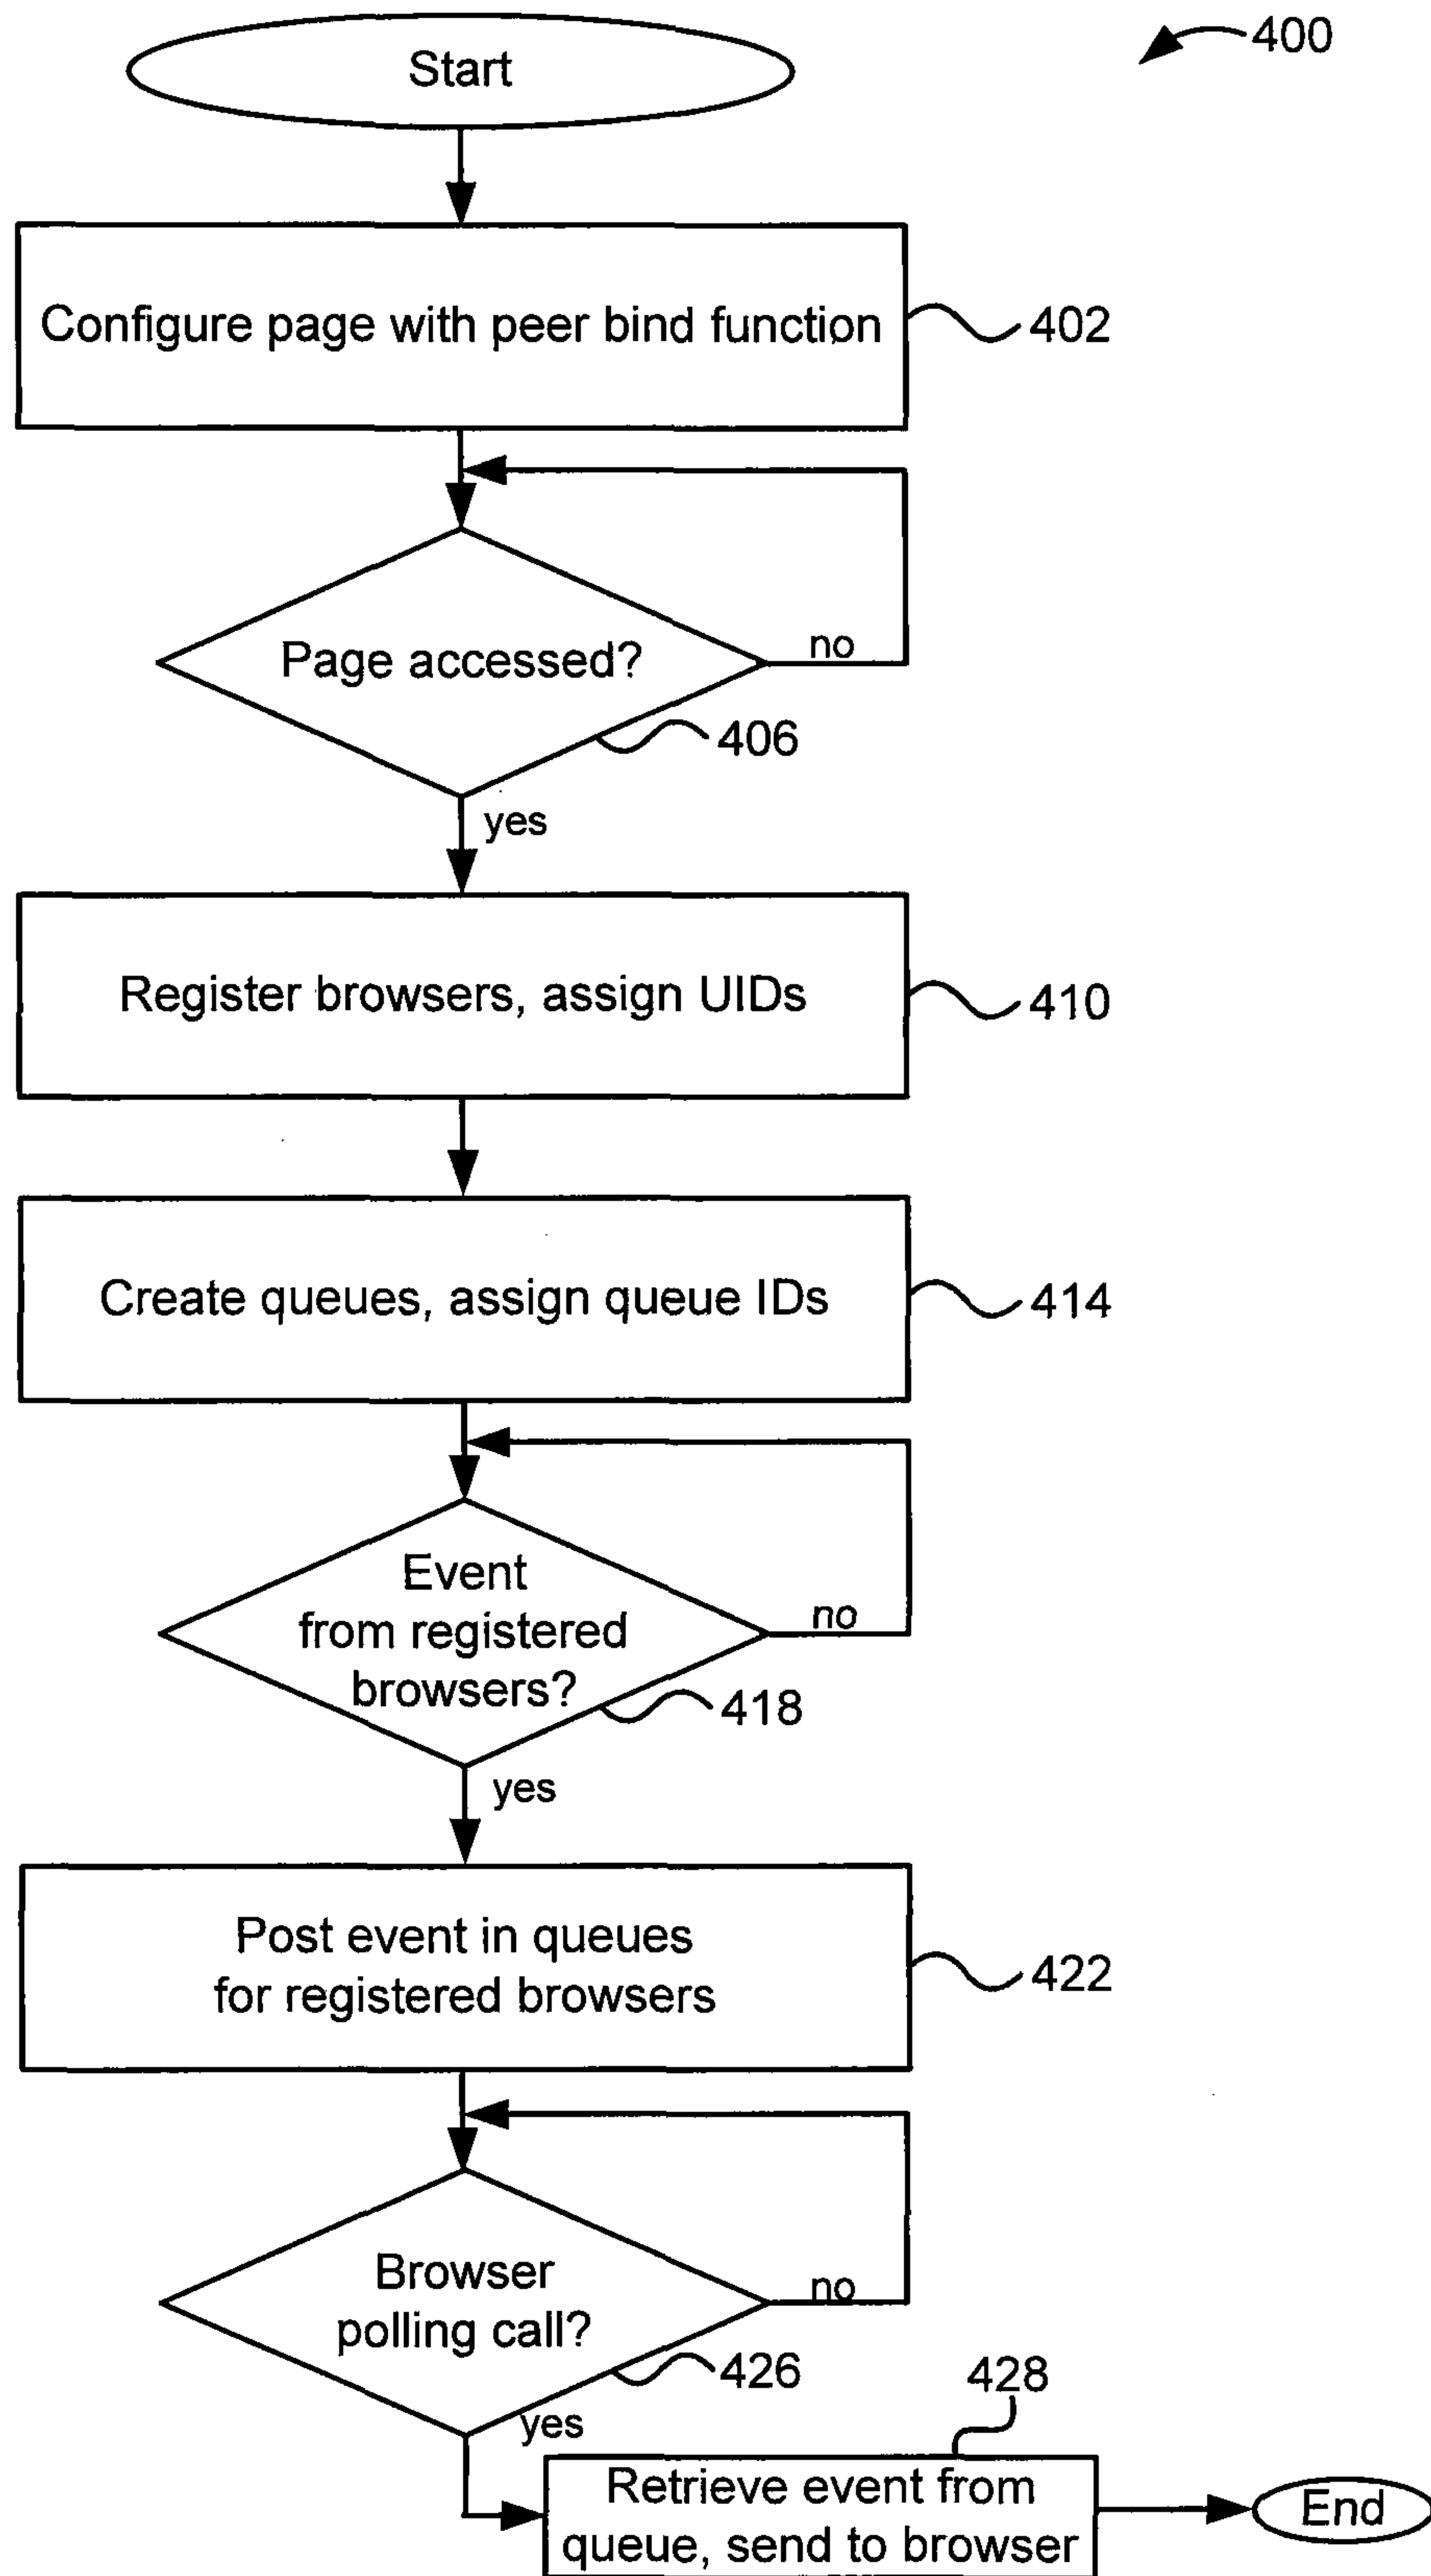 Start
400
Configure page with peer bind function
402
Page accessed?
no
406
yes
Register browsers, assign UIDs
410
Create queues, assign queue IDs
414
Event
from registered
browsers?
no
418
yes
Post event in queues
for registered browsers
422
Browser
polling call?
no
426
yes
428
Retrieve event from
queue, send to browser
End